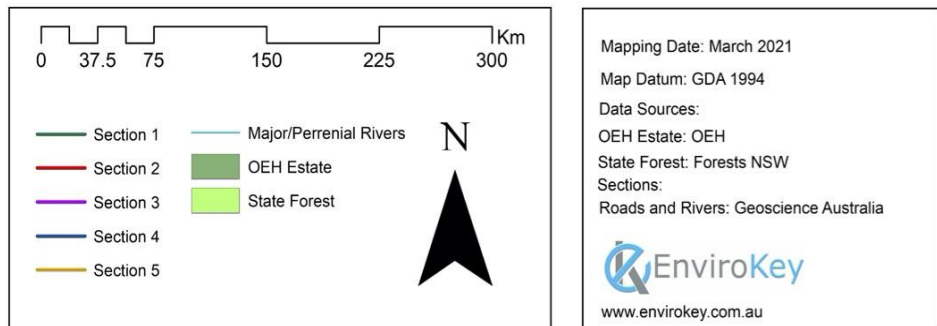 Km
0 37.5 75 150 225 300
Section 1
Section 2
Section 3
Section 4
Section 5
Major/Perrenial Rivers
OEH Estate
State Forest
N
Mapping Date: March 2021
Map Datum: GDA 1994
Data Sources:
OEH Estate: OEH
State Forest: Forests NSW
Sections:
Roads and Rivers: Geoscience Australia
EnviroKey
www.envirokey.com.au